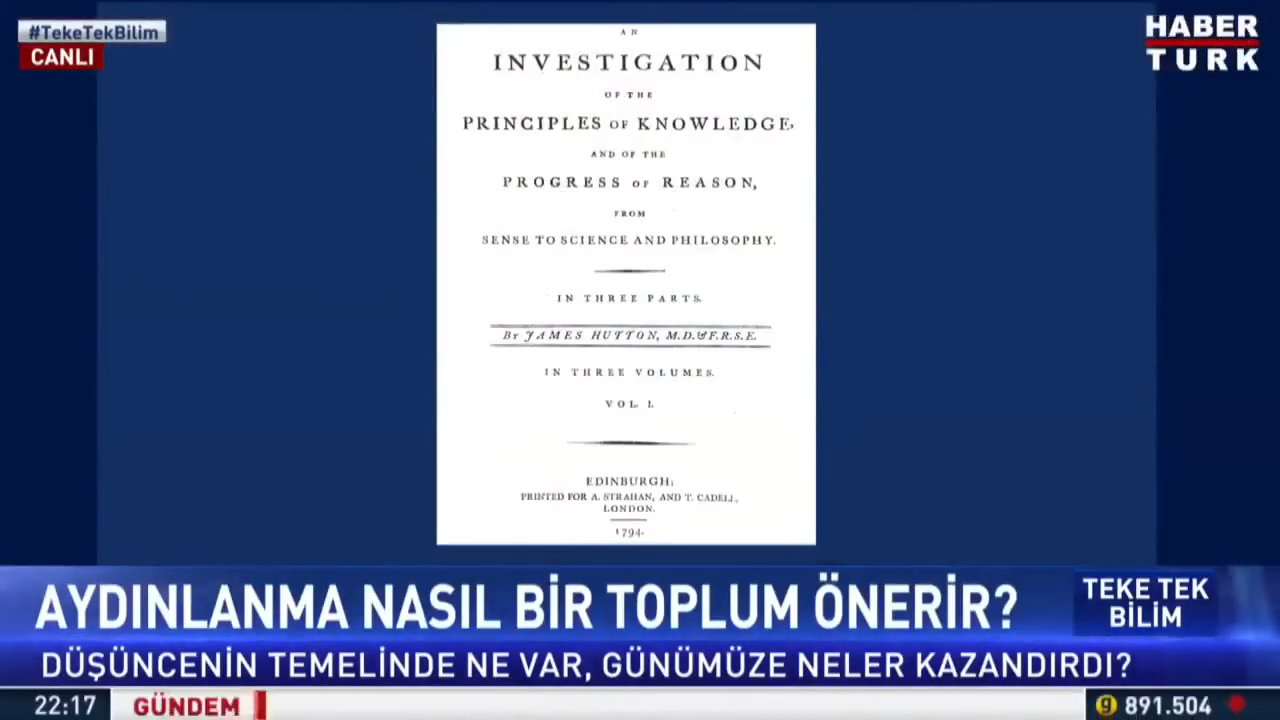 #TekeTekBilim
CANLI
HABER
TURK
AN
INVESTIGATION
OF THE
PRINCIPLES OF KNOWLEDGE,
AND OF THE
PROGRESS OF REASON,
FROM
SENSE TO SCIENCE AND PHILOSOPHY.
IN THREE PARTS.
By JAMES HUTTON, M.D. & F.R.S.E.
IN THREE VOLUMES.
VOL. I.
EDINBURGH;
PRINTED FOR A. STRAHAN, AND T. CADELL,
LONDON.
1794.
AYDINLANMA NASIL BİR TOPLUM ÖNERİR?
TEKE TEK
BİLİM
DÜŞÜNCENİN TEMELİNDE NE VAR, GÜNÜMÜZE NELER KAZANDIRDI?
22:17 GÜNDEM
g 891.504